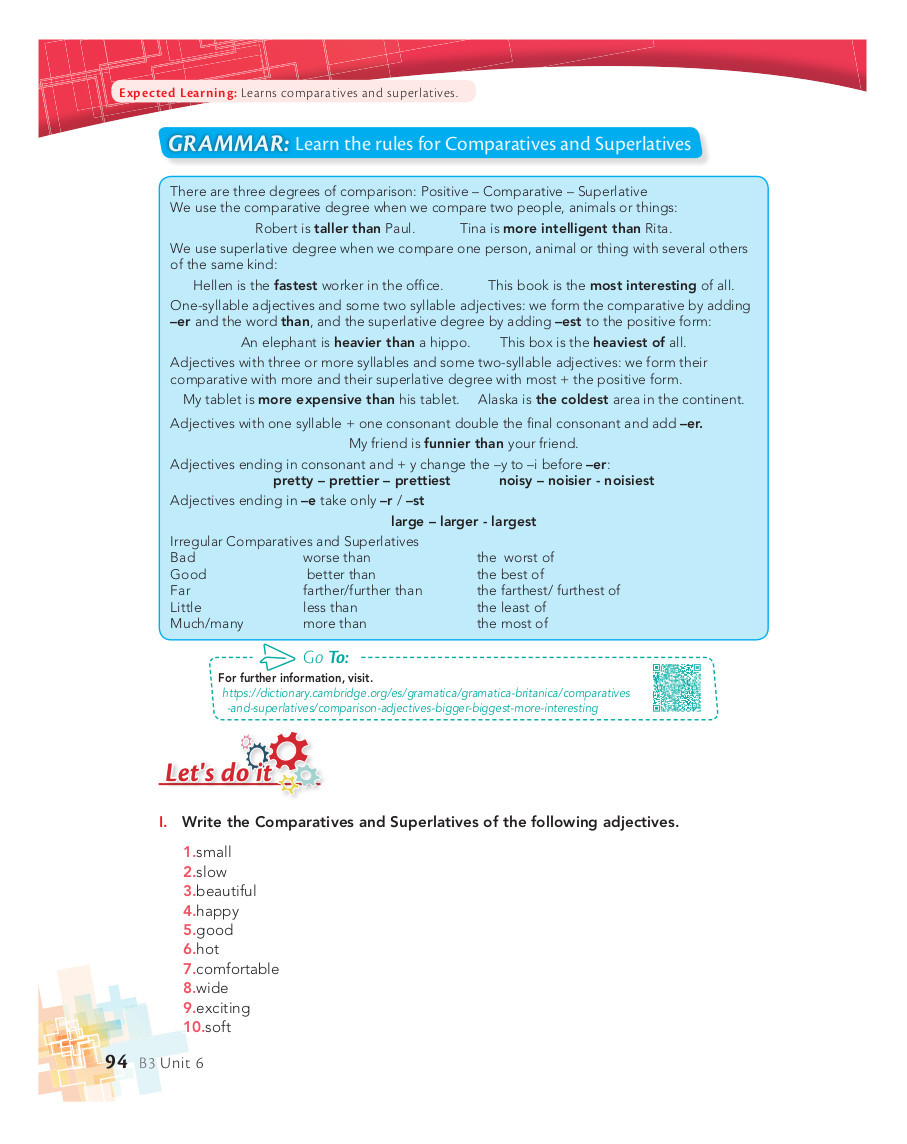 Expected Learning: Learns comparatives and superlatives.
GRAMMAR: Learn the rules for Comparatives and Superlatives
There are three degrees of comparison: Positive – Comparative – Superlative
We use the comparative degree when we compare two people, animals or things:
Robert is taller than Paul. Tina is more intelligent than Rita.
We use superlative degree when we compare one person, animal or thing with several others
of the same kind:
Hellen is the fastest worker in the office. This book is the most interesting of all.
One-syllable adjectives and some two syllable adjectives: we form the comparative by adding
–er and the word than, and the superlative degree by adding –est to the positive form:
An elephant is heavier than a hippo. This box is the heaviest of all.
Adjectives with three or more syllables and some two-syllable adjectives: we form their
comparative with more and their superlative degree with most + the positive form.
My tablet is more expensive than his tablet. Alaska is the coldest area in the continent.
Adjectives with one syllable + one consonant double the final consonant and add –er.
My friend is funnier than your friend.
Adjectives ending in consonant and + y change the –y to –i before –er:
pretty – prettier – prettiest noisy – noisier - noisiest
Adjectives ending in –e take only –r / –st
large – larger - largest
Irregular Comparatives and Superlatives
Bad worse than the worst of
Good better than the best of
Far farther/further than the farthest/ furthest of
Little less than the least of
Much/many more than the most of
Go To:
For further information, visit.
https://dictionary.cambridge.org/es/gramatica/gramatica-britanica/comparatives
-and-superlatives/comparison-adjectives-bigger-biggest-more-interesting
Let's do it
I. Write the Comparatives and Superlatives of the following adjectives.
1.small
2.slow
3.beautiful
4.happy
5.good
6.hot
7.comfortable
8.wide
9.exciting
10.soft
94 B3 Unit 6